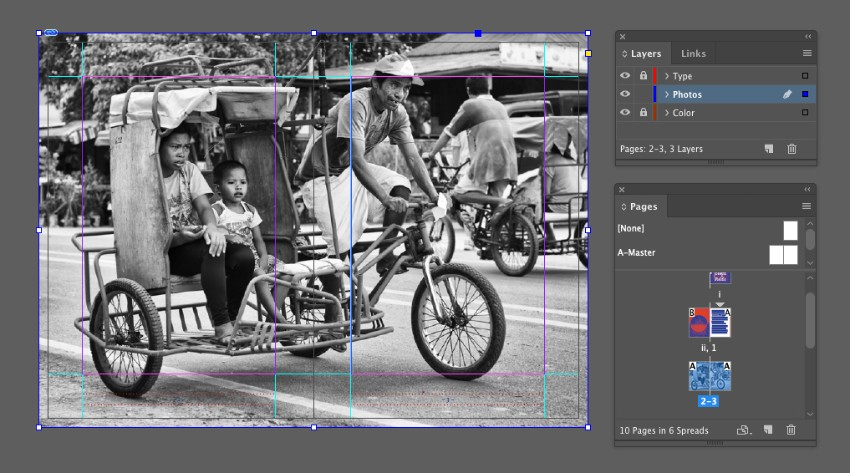 Layers Links
Type
Photos
Color
Pages: 2-3, 3 Layers
Pages
[None]
A-Master
i
B A
ii, 1
A A
2-3
10 Pages in 6 Spreads